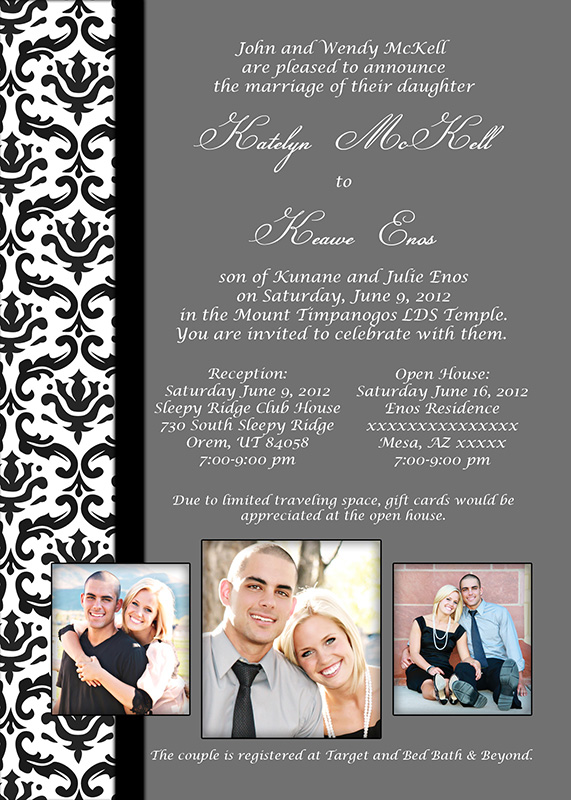 John and Wendy McKell
are pleased to announce
the marriage of their daughter
Katelyn McKell
to
Keawe Enos
son of Kunane and Julie Enos
on Saturday, June 9, 2012
in the Mount Timpanogos LDS Temple.
You are invited to celebrate with them.
Reception:
Saturday June 9, 2012
Sleepy Ridge Club House
730 South Sleepy Ridge
Orem, UT 84058
7:00-9:00 pm
Open House:
Saturday June 16, 2012
Enos Residence
xxxxxxxxxxxxxxx
Mesa, AZ xxxxx
7:00-9:00 pm
Due to limited traveling space, gift cards would be
appreciated at the open house.
The couple is registered at Target and Bed Bath & Beyond.